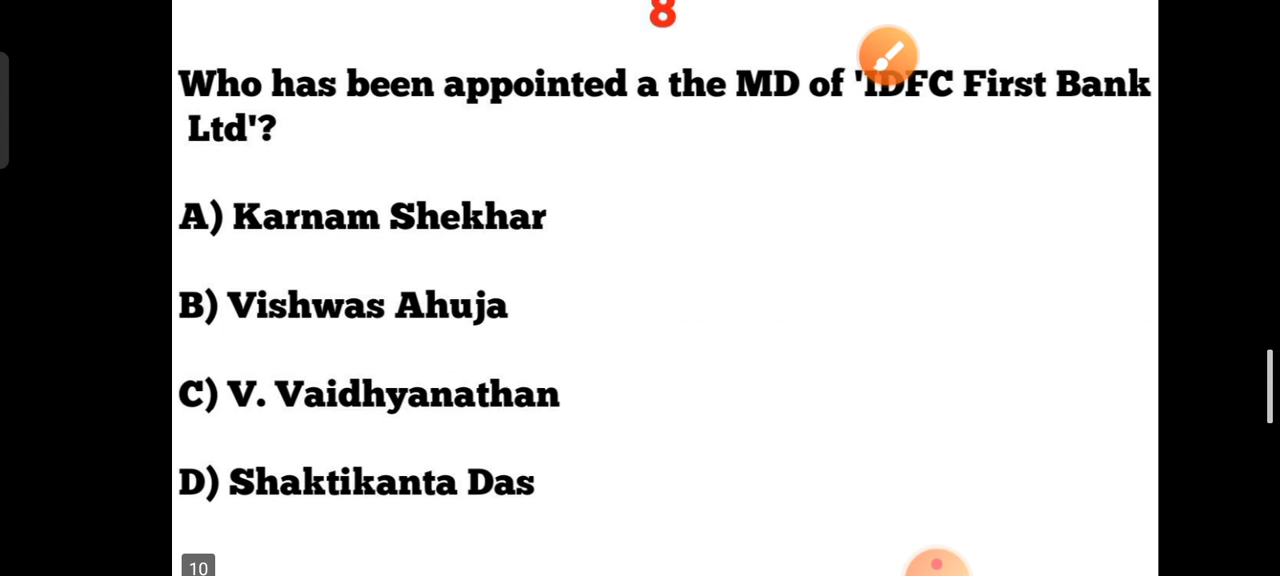 8
Who has been appointed a the MD of 'IDFC First Bank
Ltd'?
A) Karnam Shekhar
B) Vishwas Ahuja
C) V. Vaidhyanathan
D) Shaktikanta Das
10